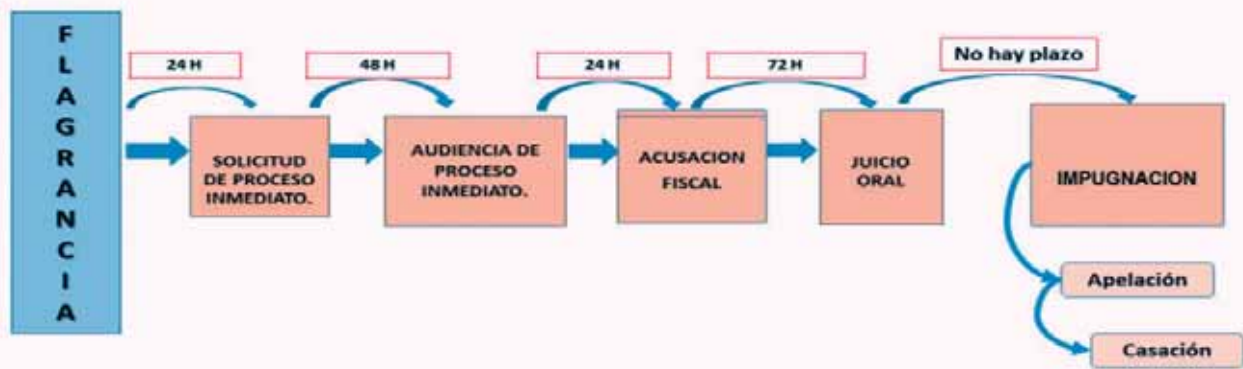 FLAGRANCIA
24 H
48 H
24 H
72 H
No hay plazo
SOLICITUD
DE PROCESO
INMEDIATO.
AUDIENCIA DE
PROCESO
INMEDIATO.
ACUSACION
FISCAL
JUICIO
ORAL
IMPUGNACION
Apelación
Casación